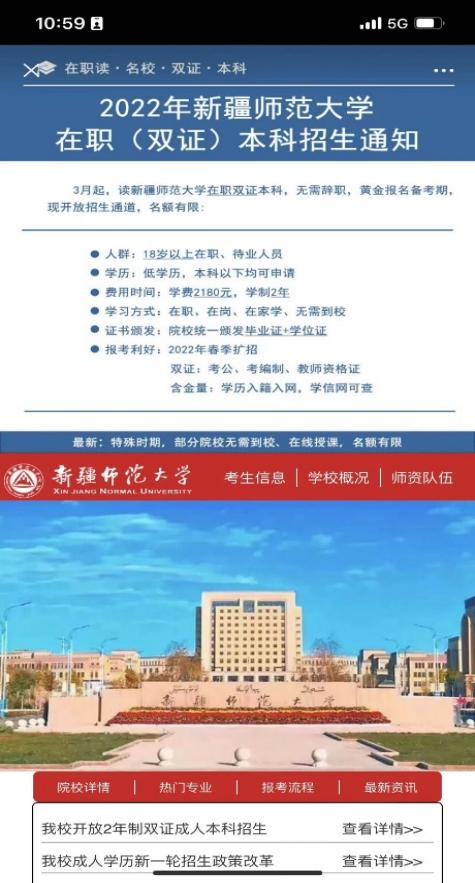 10:59
5G
在职读·名校·双证·本科
2022年新疆师范大学
在职（双证）本科招生通知
3月起，读新疆师范大学在职双证本科，无需辞职，黄金报名备考期，
现开放招生通道，名额有限：
人群：18岁以上在职、待业人员
学历：低学历，本科以下均可申请
费用时间：学费2180元，学制2年
学习方式：在职、在岗、在家学、无需到校
证书颁发：院校统一颁发毕业证+学位证
报考利好：2022年春季扩招
双证：考公、考编制、教师资格证
含金量：学历入籍入网，学信网可查
最新：特殊时期，部分院校无需到校、在线授课，名额有限
新疆师范大学
XIN JIANG NORMAL UNIVERSITY
考生信息 | 学校概况 | 师资队伍
新疆师范大学
院校详情 | 热门专业 | 报考流程 | 最新资讯
我校开放2年制双证成人本科招生 查看详情>>
我校成人学历新一轮招生政策改革 查看详情>>